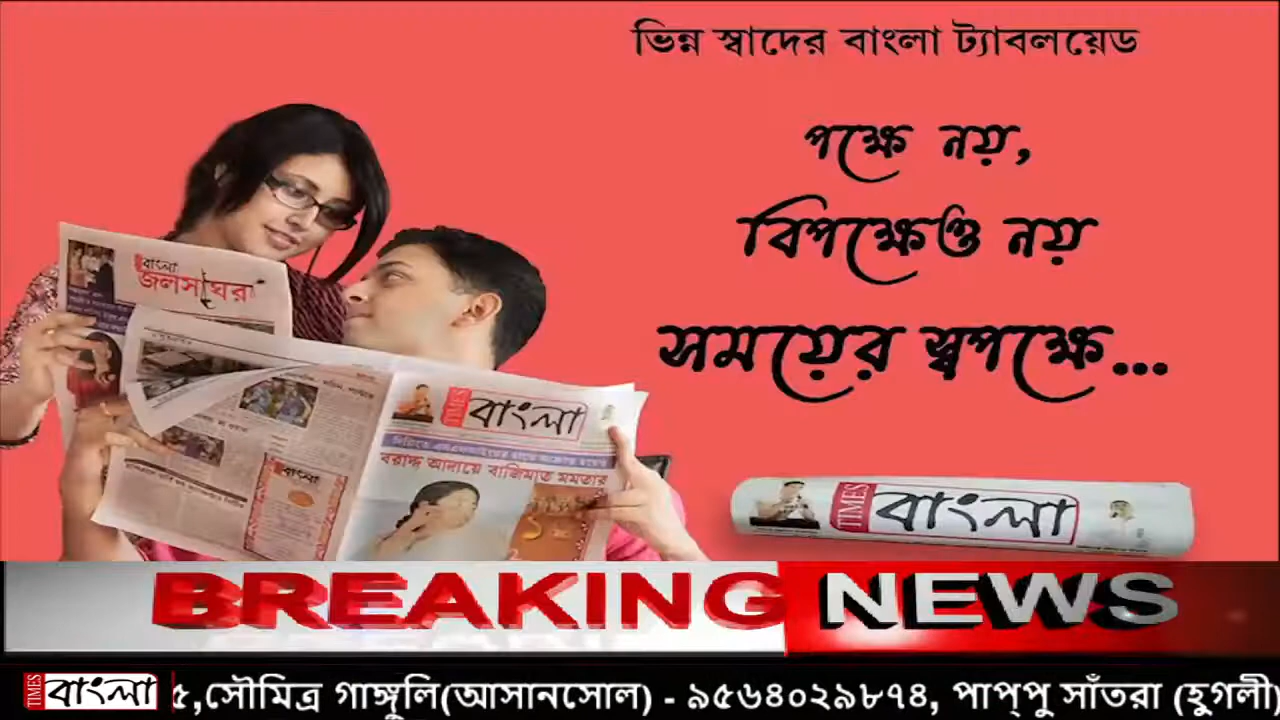 ভিন্ন স্বাদের বাংলা ট্যাবলয়েড
পক্ষে নয়,
বিপক্ষেও নয়
সময়ের স্বপক্ষে...
বাংলা
জলসাঘর
TIMES বাংলা
বরাদ্দ আদায়ে বাজিমাত মমতার
TIMES বাংলা
BREAKING NEWS
TIMES বাংলা
৫,সৌমিত্র গাঙ্গুলি(আসানসোল) - ৯৫৬৪০২৯৮৭৪, পাপ্পু সাঁতরা (হুগলী)